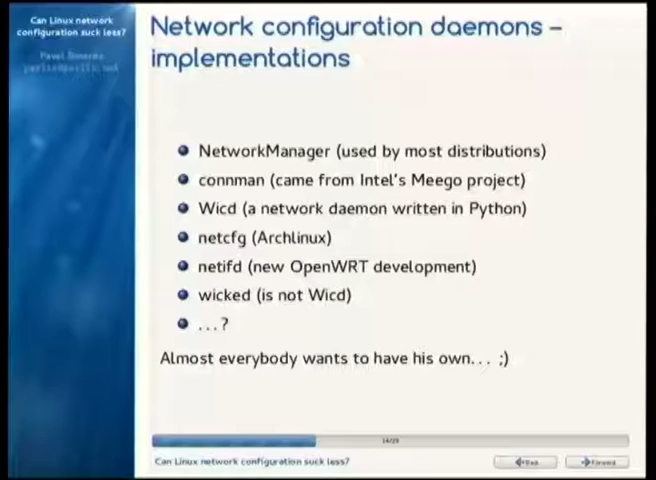 Can Linux network
configuration suck less?
Network configuration daemons –
implementations
NetworkManager (used by most distributions)
connman (came from Intel's Meego project)
Wicd (a network daemon written in Python)
netcfg (Archlinux)
netifd (new OpenWRT development)
wicked (is not Wicd)
...?
Almost everybody wants to have his own... ;)
Can Linux network configuration suck less?